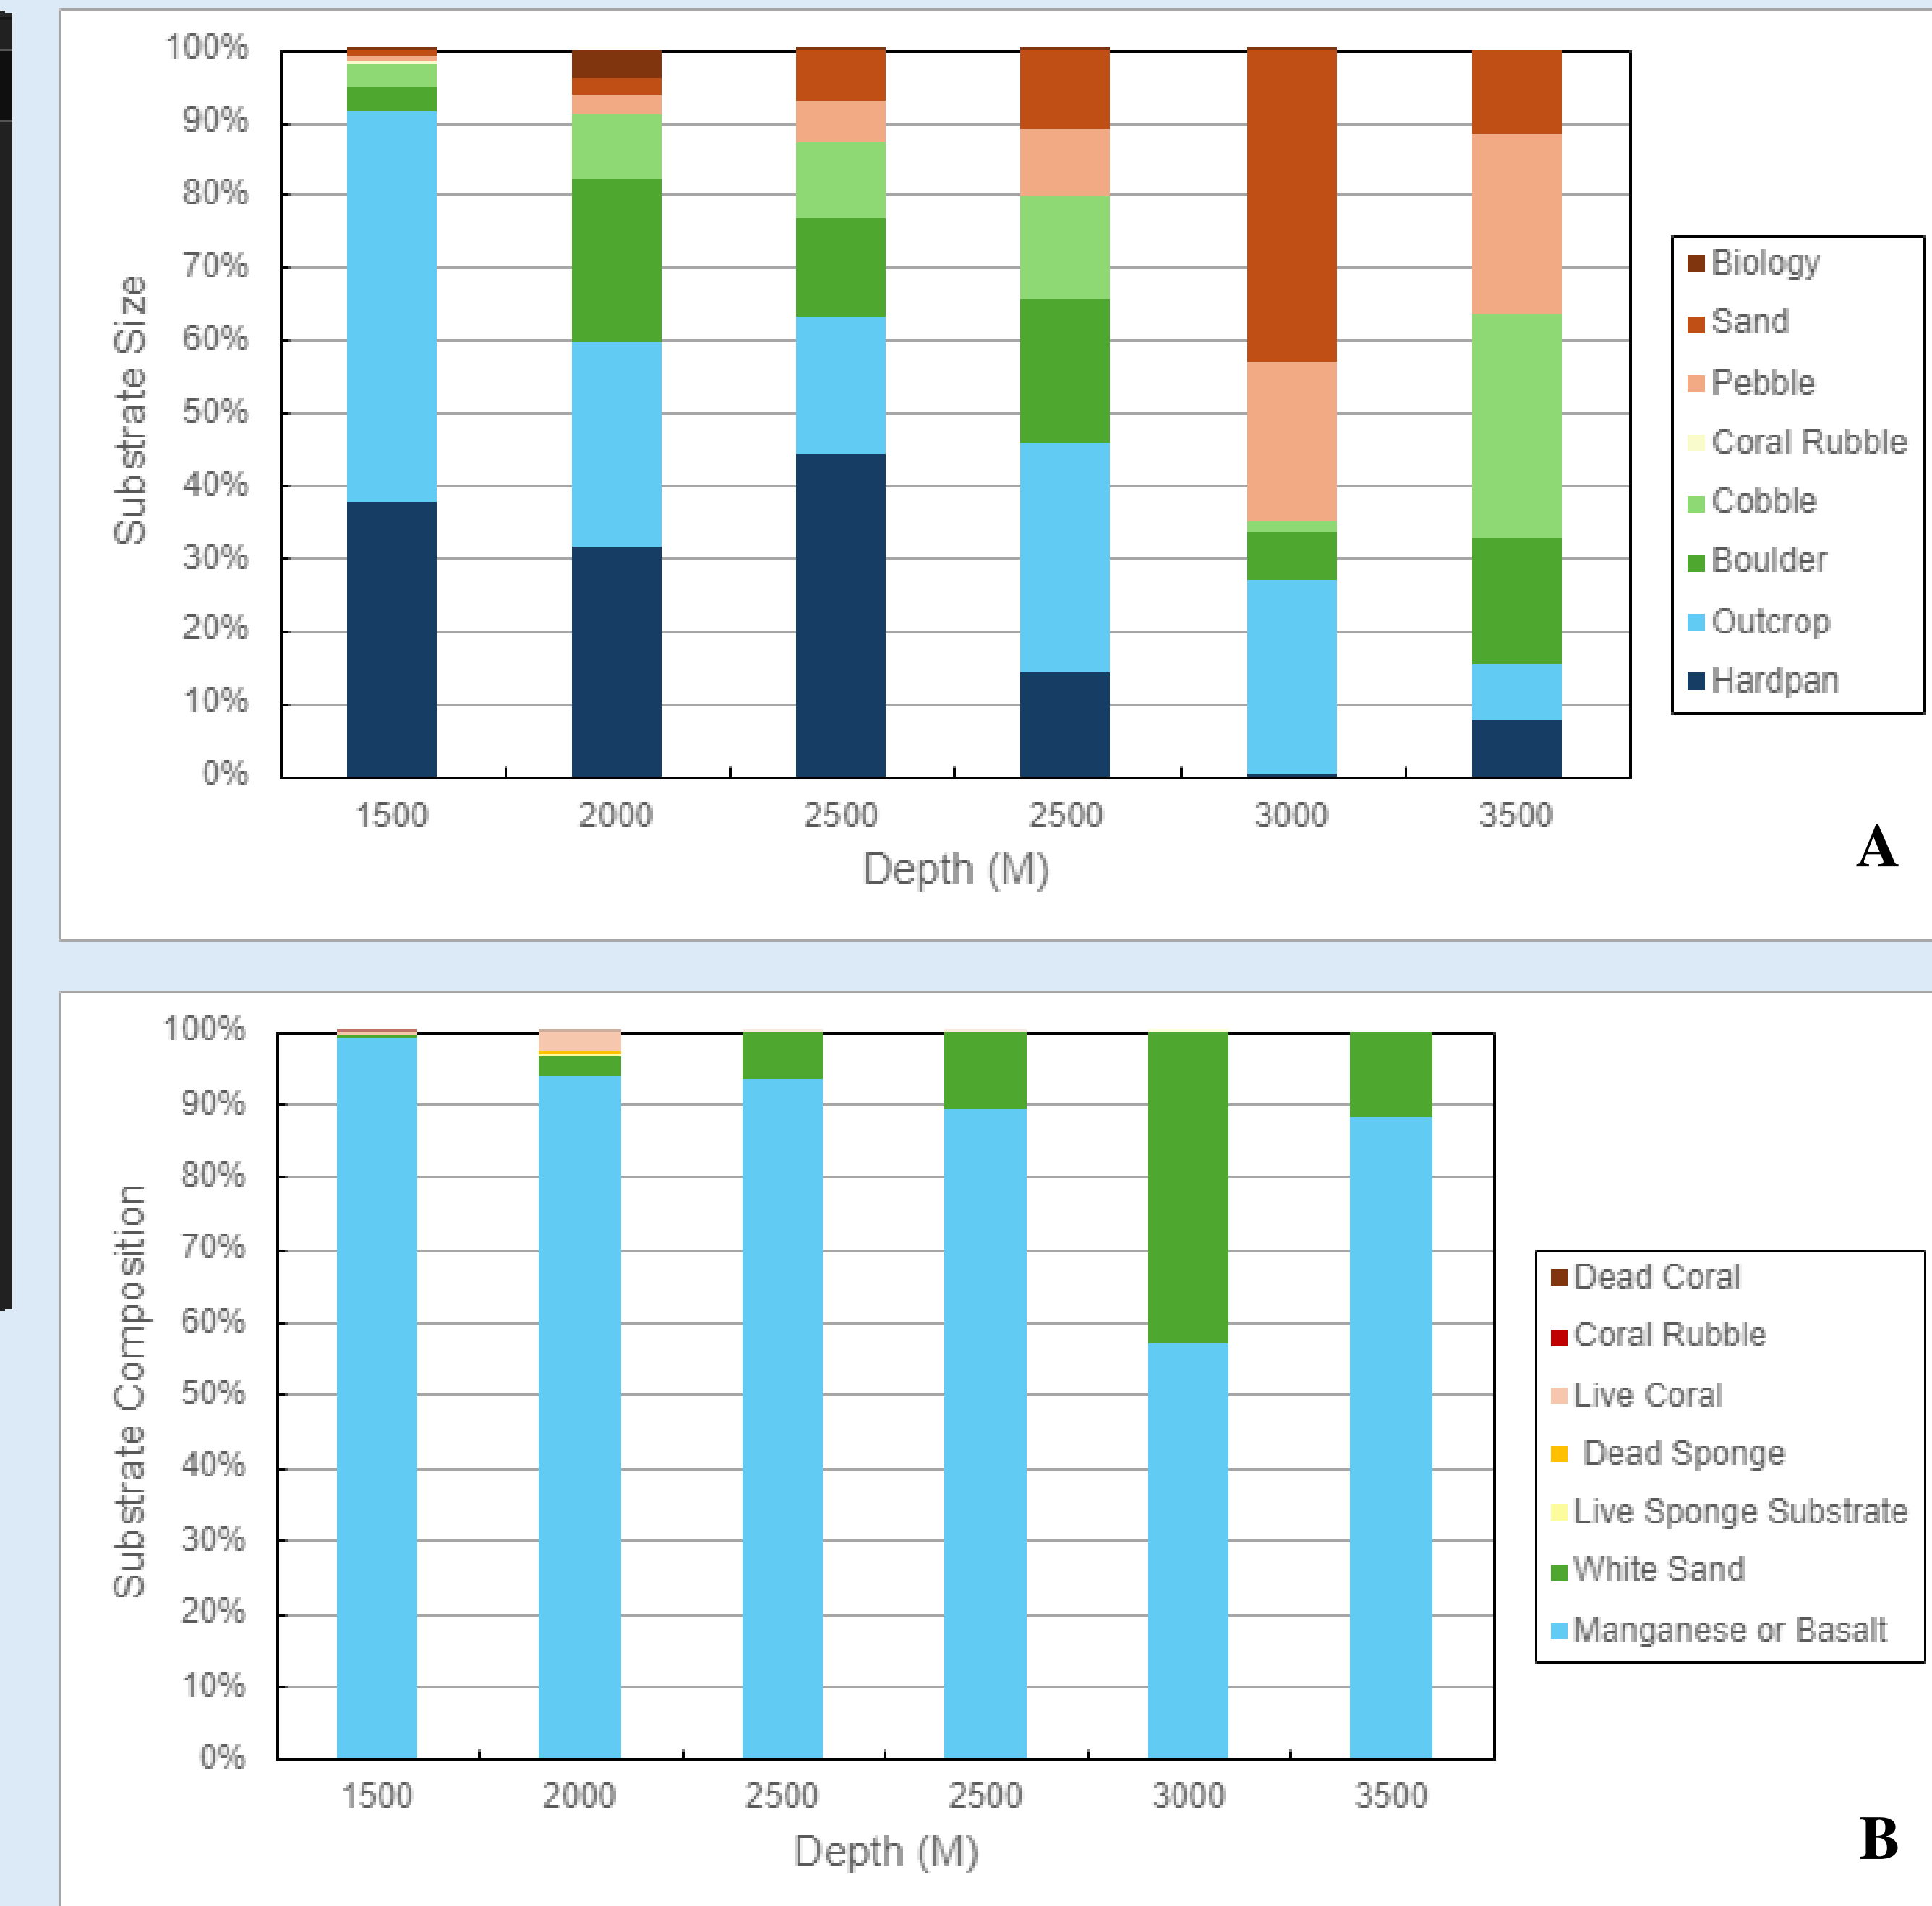 100%
90%
80%
70%
60%
50%
40%
30%
20%
10%
0%
Substrate Size
1500 2000 2500 2500 3000 3500
Depth (M)
Biology
Sand
Pebble
Coral Rubble
Cobble
Boulder
Outcrop
Hardpan
A
100%
90%
80%
70%
60%
50%
40%
30%
20%
10%
0%
Substrate Composition
1500 2000 2500 2500 3000 3500
Depth (M)
Dead Coral
Coral Rubble
Live Coral
Dead Sponge
Live Sponge Substrate
White Sand
Manganese or Basalt
B